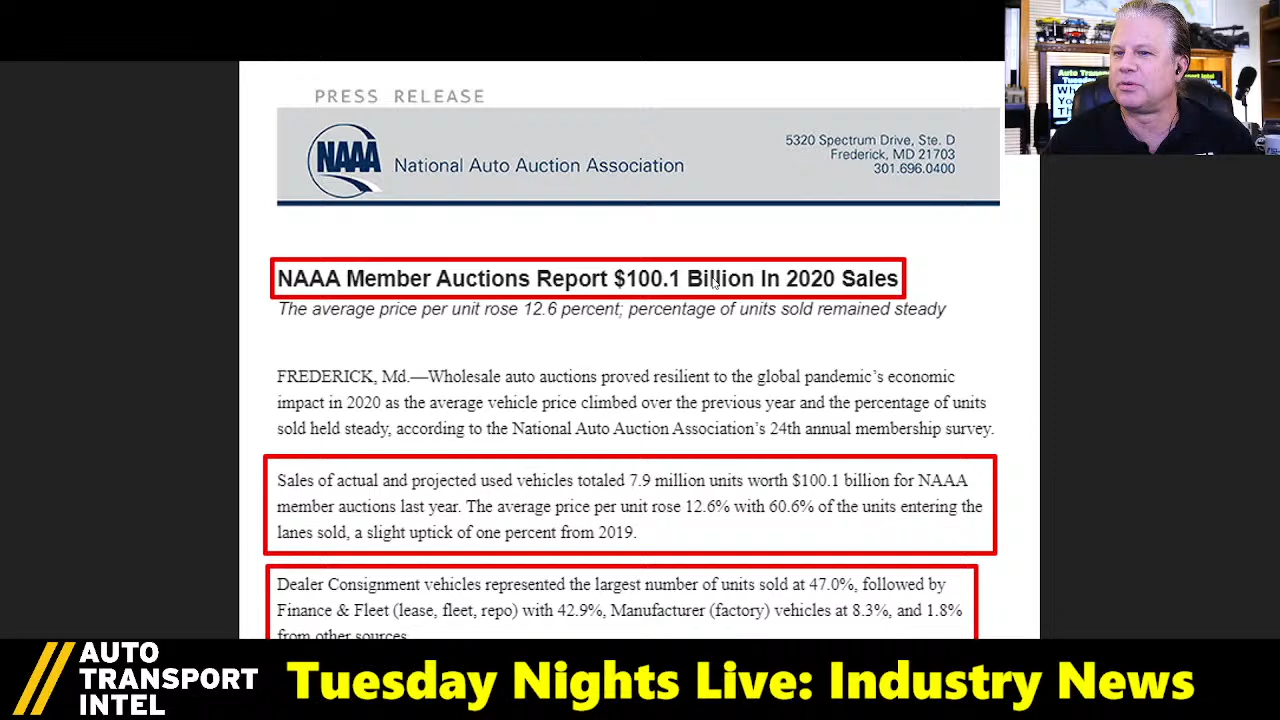 PRESS RELEASE
NAAA
National Auto Auction Association
5320 Spectrum Drive, Ste. D
Frederick, MD 21703
301.696.0400
NAAA Member Auctions Report $100.1 Billion In 2020 Sales
The average price per unit rose 12.6 percent; percentage of units sold remained steady
FREDERICK, Md.—Wholesale auto auctions proved resilient to the global pandemic’s economic
impact in 2020 as the average vehicle price climbed over the previous year and the percentage of units
sold held steady, according to the National Auto Auction Association’s 24th annual membership survey.
Sales of actual and projected used vehicles totaled 7.9 million units worth $100.1 billion for NAAA
member auctions last year. The average price per unit rose 12.6% with 60.6% of the units entering the
lanes sold, a slight uptick of one percent from 2019.
Dealer Consignment vehicles represented the largest number of units sold at 47.0%, followed by
Finance & Fleet (lease, fleet, repo) with 42.9%, Manufacturer (factory) vehicles at 8.3%, and 1.8%
from other sources.
AUTO
TRANSPORT
INTEL
Tuesday Nights Live: Industry News